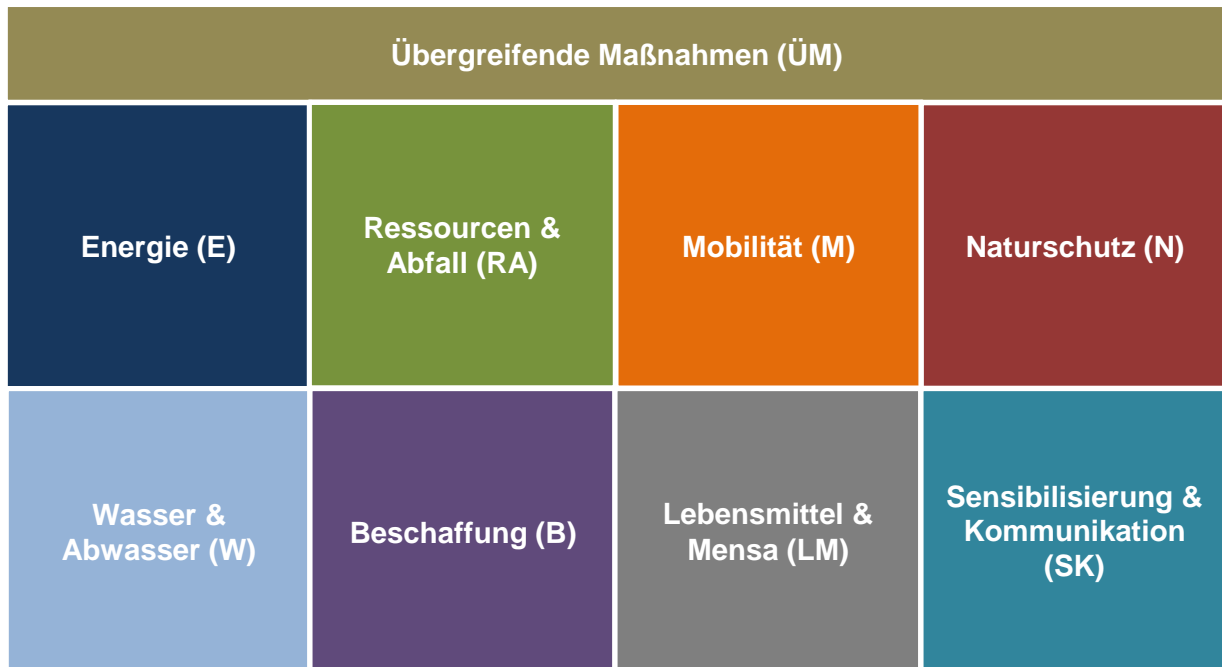 Übergreifende Maßnahmen (ÜM)
Energie (E)
Ressourcen &
Abfall (RA)
Mobilität (M)
Naturschutz (N)
Wasser &
Abwasser (W)
Beschaffung (B)
Lebensmittel &
Mensa (LM)
Sensibilisierung &
Kommunikation
(SK)